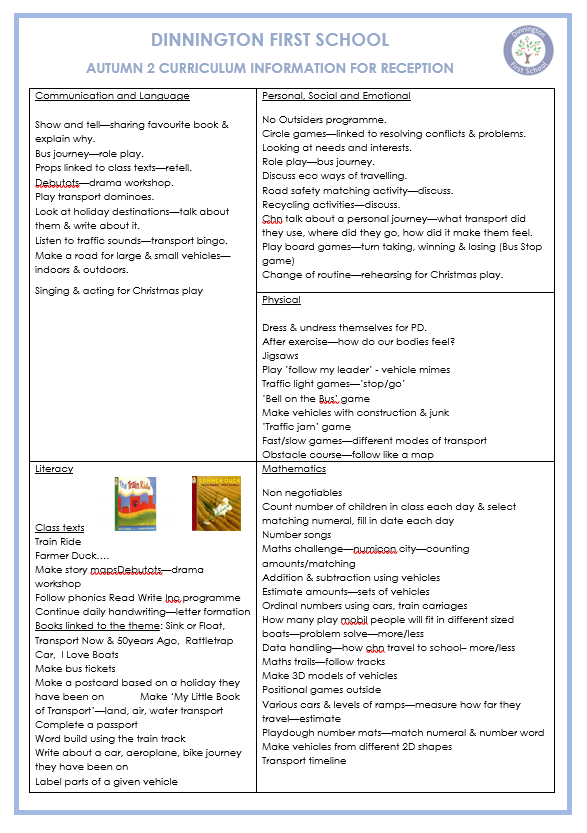 DINNINGTON FIRST SCHOOL
AUTUMN 2 CURRICULUM INFORMATION FOR RECEPTION
Dinnington
First School
Communication and Language
Show and tell—sharing favourite book &
explain why.
Bus journey—role play.
Props linked to class texts—retell.
Debutots—drama workshop.
Play transport dominoes.
Look at holiday destinations—talk about
them & write about it.
Listen to traffic sounds—transport bingo.
Make a road for large & small vehicles—
indoors & outdoors.
Singing & acting for Christmas play
Personal, Social and Emotional
No Outsiders programme.
Circle games—linked to resolving conflicts & problems.
Looking at needs and interests.
Role play—bus journey.
Discuss eco ways of travelling.
Road safety matching activity—discuss.
Recycling activities—discuss.
Chn talk about a personal journey—what transport did
they use, where did they go, how did it make them feel.
Play board games—turn taking, winning & losing (Bus Stop
game)
Change of routine—rehearsing for Christmas play.
Physical
Dress & undress themselves for PD.
After exercise—how do our bodies feel?
Jigsaws
Play 'follow my leader' - vehicle mimes
Traffic light games—'stop/go'
"Bell on the Bus' game
Make vehicles with construction & junk
'Traffic jam' game
Fast/slow games—different modes of transport
Obstacle course—follow like a map
Literacy
The Train Ride
FARMER DUCK
Class texts
Train Ride
Farmer Duck....
Make story mapsDebutots—drama
workshop
Follow phonics Read Write Inc programme
Continue daily handwriting—letter formation
Books linked to the theme: Sink or Float,
Transport Now & 50years Ago, Rattletrap
Car, I Love Boats
Make bus tickets
Make a postcard based on a holiday they
have been on Make 'My Little Book
of Transport'—land, air, water transport
Complete a passport
Word build using the train track
Write about a car, aeroplane, bike journey
they have been on
Label parts of a given vehicle
Mathematics
Non negotiables
Count number of children in class each day & select
matching numeral, fill in date each day
Number songs
Maths challenge—numicon city—counting
amounts/matching
Addition & subtraction using vehicles
Estimate amounts—sets of vehicles
Ordinal numbers using cars, train carriages
How many play mobil people will fit in different sized
boats—problem solve—more/less
Data handling—how chn travel to school- more/less
Maths trails—follow tracks
Make 3D models of vehicles
Positional games outside
Various cars & levels of ramps—measure how far they
travel—estimate
Playdough number mats—match numeral & number word
Make vehicles from different 2D shapes
Transport timeline